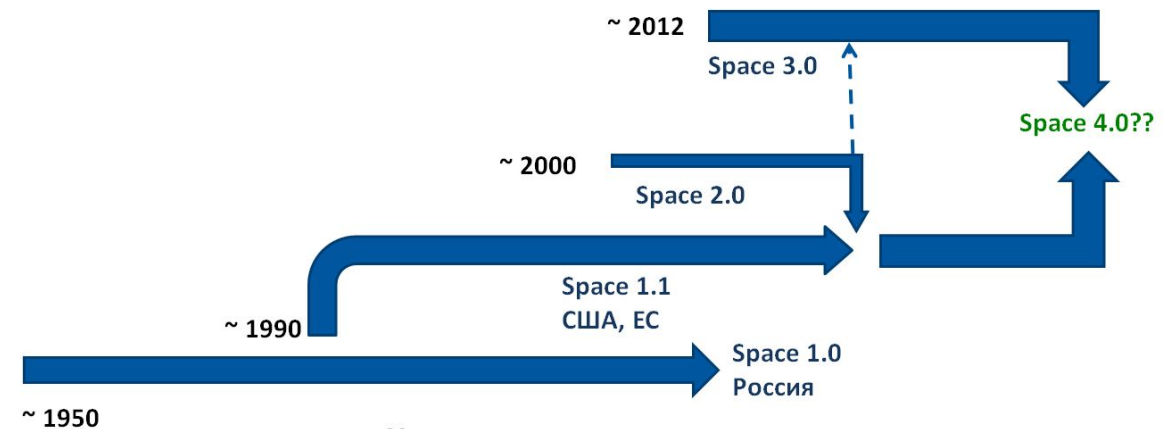 ~ 2012
Space 3.0
Space 4.0??
~ 2000
Space 2.0
Space 1.1
США, ЕС
~ 1990
Space 1.0
Россия
~ 1950